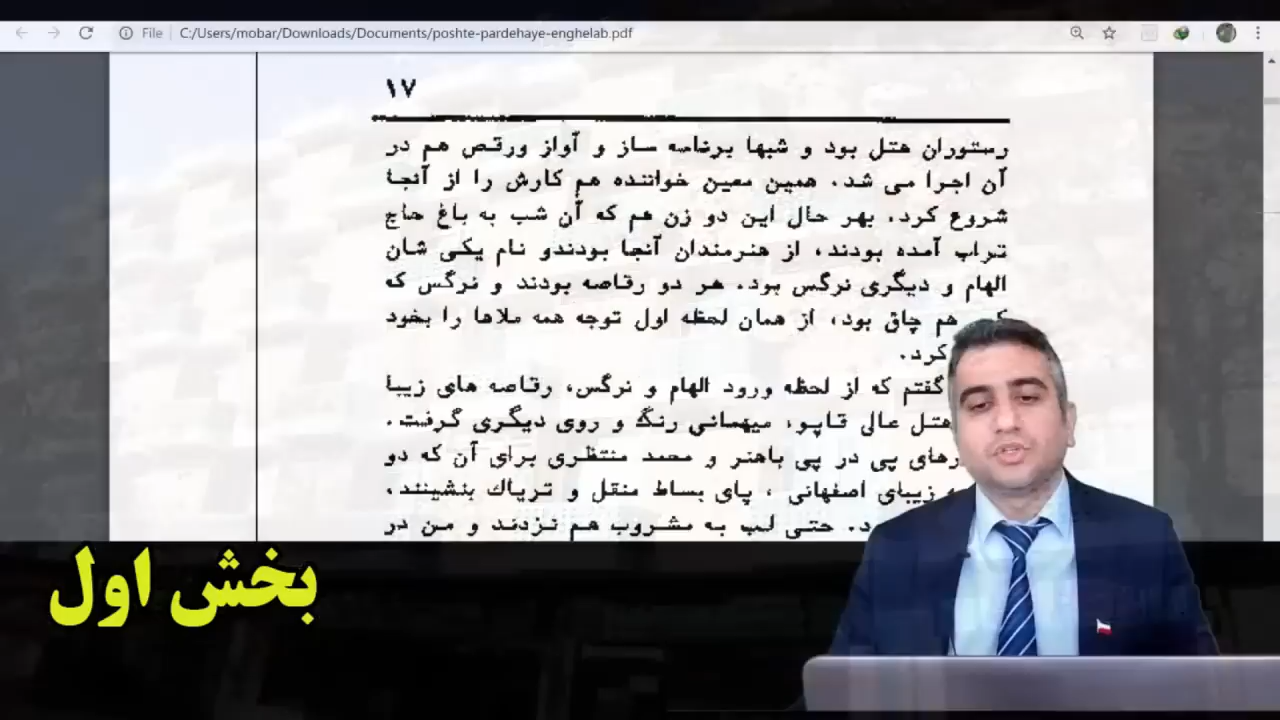 File C:/Users/mobar/Downloads/Documents/poshte-pardehaye-enghelab.pdf
۱۷
رستوران هتل بود و شبها برنامه ساز و آواز ورقص هم در
آن اجرا می شد. همین معین خواننده هم کارش را از آنجا
شروع کرد. بهر حال این دو زن هم که آن شب به باغ حاج
تراب آمده بودند، از هنرمندان آنجا بودندو نام یکی شان
الهام و دیگری نرگس بود. هر دو رقاصه بودند و نرگس که
هم چاق بود، از همان لحظه اول توجه همه ملاها را بخود
کرد.
گفتم که از لحظه ورود الهام و نرگس، رقاصه های زیبا
هتل عالی قاپو، میهمانی رنگ و روی دیگری گرفت.
پی در پی باهنر و محمد منتظری برای آن که دو
زیبای اصفهانی ، پای بساط منقل و تریاك بنشینند،
حتی لب به مشروب هم نزدند و من در
بخش اول